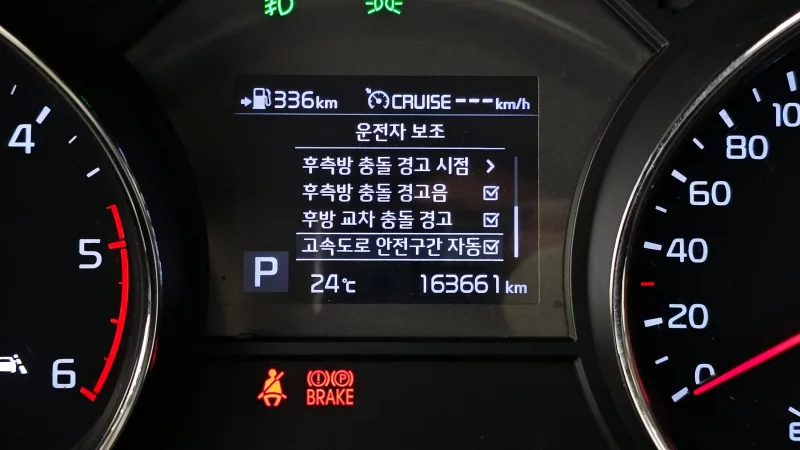 336km CRUISE ---km/h
운전자 보조
후측방 충돌 경고 시점 >
후측방 충돌 경고음
후방 교차 충돌 경고
고속도로 안전구간 자동
P
24℃ 163661 km
4
5
6
100
80
60
40
20
0
BRAKE
E